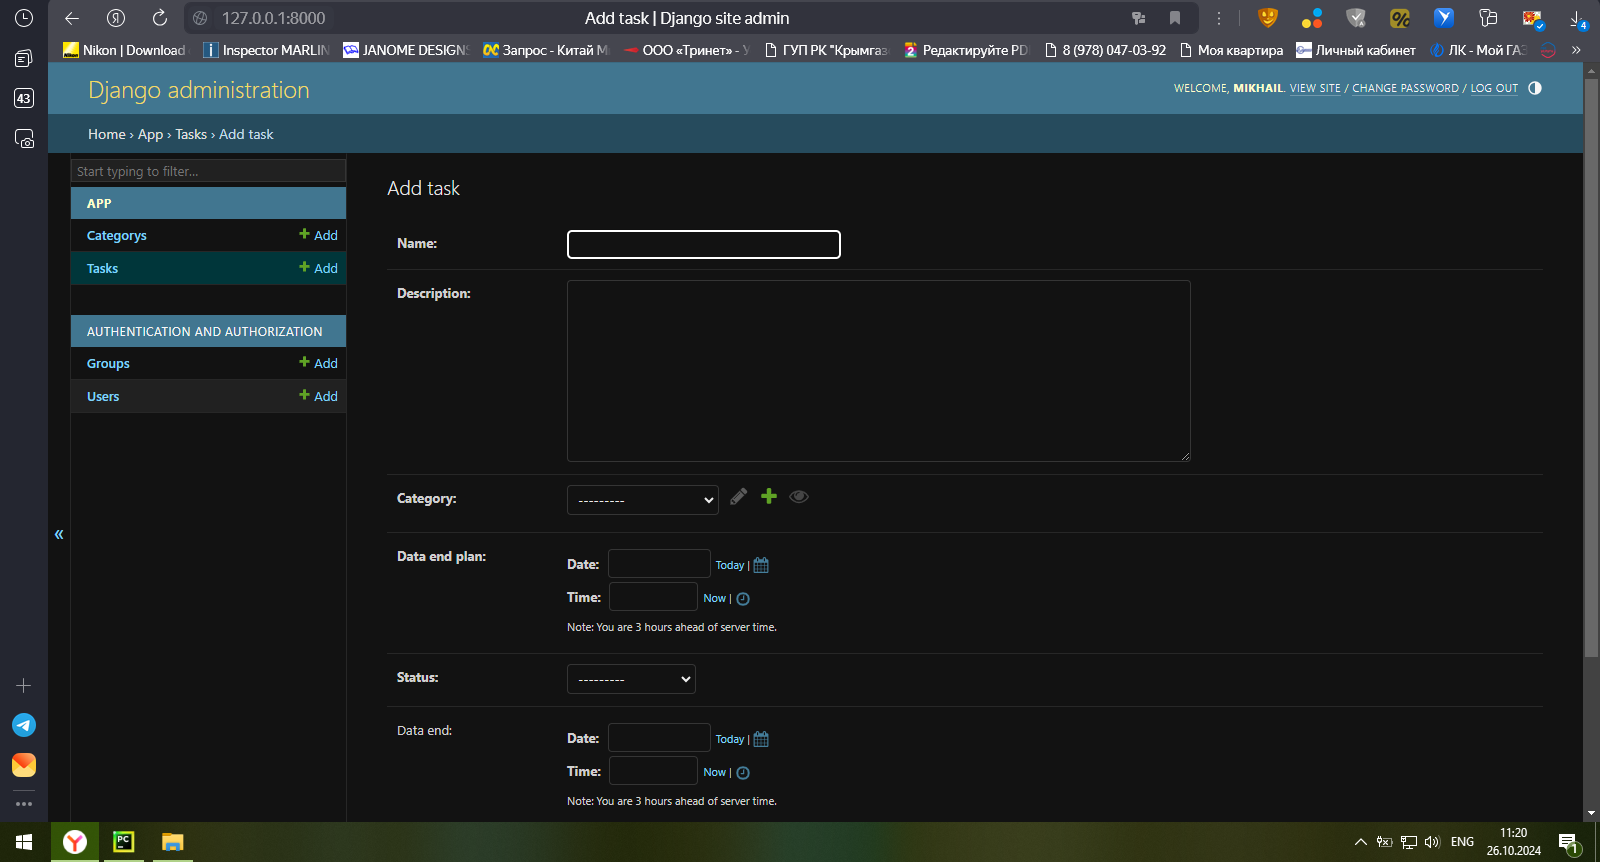 127.0.0.1:8000
Add task | Django site admin
Nikon | Download
Inspector MARLIN
JANOME DESIGNS
Запрос - Китай М
ООО «Тринет» - У
ГУП РК "Крымгаз
Редактируйте PD
8 (978) 047-03-92
Моя квартира
Личный кабинет
ЛК - Мой ГАЗ
»
43
Django administration
WELCOME, MIKHAIL. VIEW SITE / CHANGE PASSWORD / LOG OUT
Home › App › Tasks › Add task
Start typing to filter...
APP
Categorys + Add
Tasks + Add
AUTHENTICATION AND AUTHORIZATION
Groups + Add
Users + Add
«
Add task
Name:
Description:
Category: ---------
Data end plan:
Date: Today |
Time: Now |
Note: You are 3 hours ahead of server time.
Status: ---------
Data end:
Date: Today |
Time: Now |
Note: You are 3 hours ahead of server time.
PC
ENG
11:20
26.10.2024
1
4